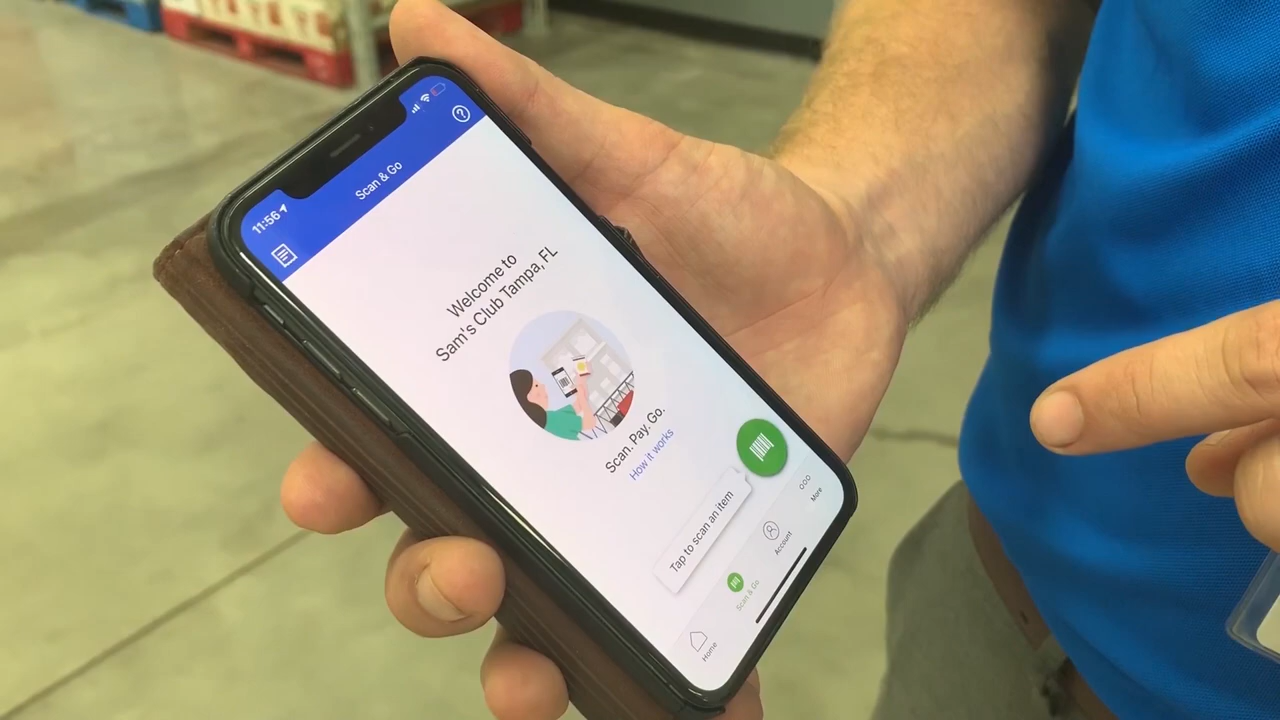 11:56
Scan & Go
Welcome to
Sam's Club Tampa, FL
Scan. Pay. Go.
How it works
Tap to scan an item
Home
Scan & Go
Account
More